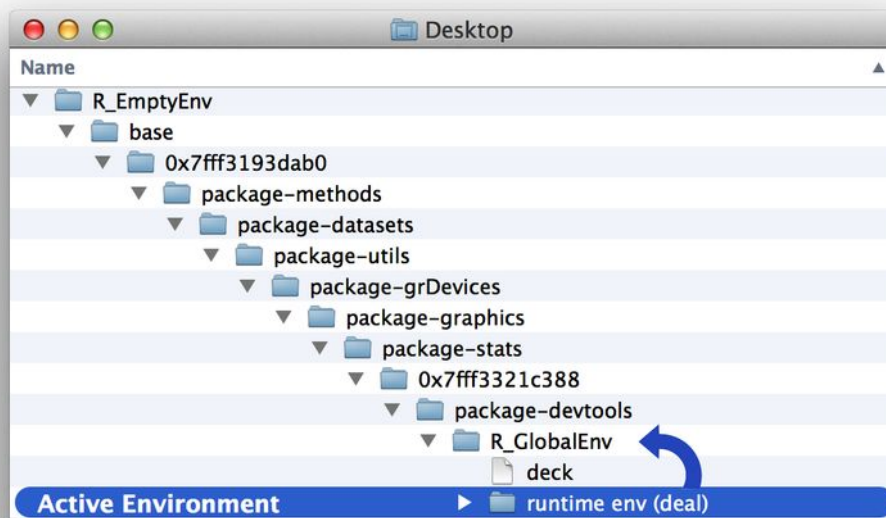 Desktop
Name
R_EmptyEnv
base
0x7fff3193dab0
package-methods
package-datasets
package-utils
package-grDevices
package-graphics
package-stats
0x7fff3321c388
package-devtools
R_GlobalEnv
deck
Active Environment runtime env (deal)